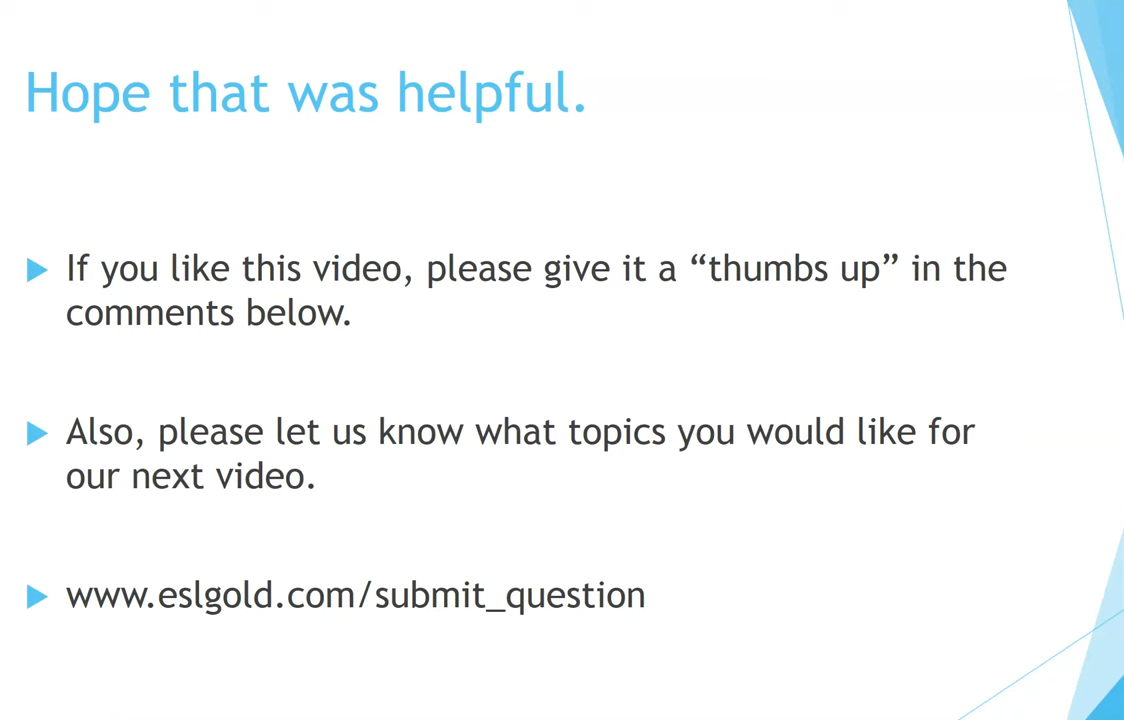 Hope that was helpful.
If you like this video, please give it a “thumbs up” in the
comments below.
Also, please let us know what topics you would like for
our next video.
www.eslgold.com/submit_question